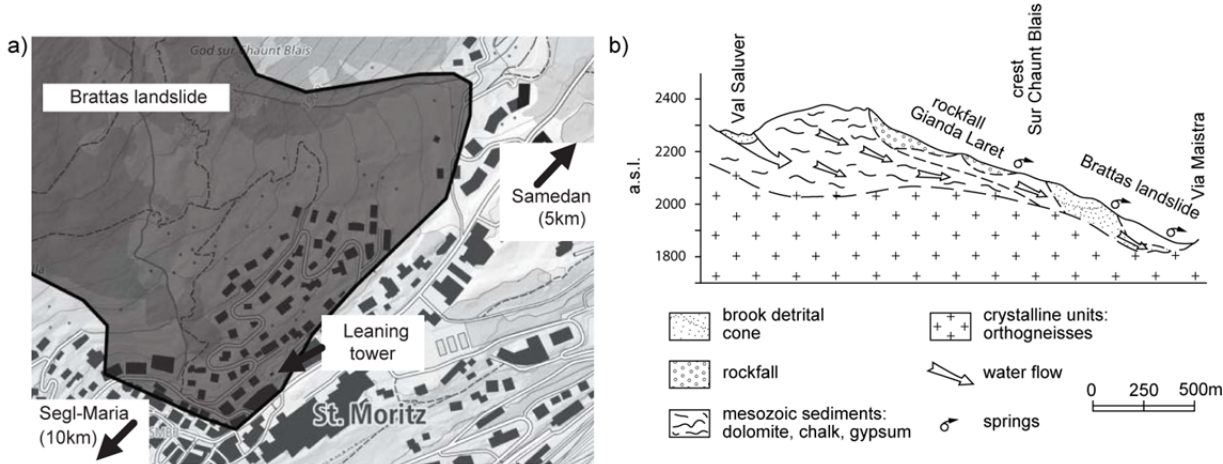 a)
God sur Chaunt Blais
Brattas landslide
Samedan
(5km)
Leaning
tower
St. Moritz
Segl-Maria
(10km)
b)
Val Saluver
rockfall
Gianda Laret
crest
Sur Chaunt Blais
Brattas landslide
Via Maistra
a.s.l.
2400
2200
2000
1800
brook detrital
cone
rockfall
mesozoic sediments:
dolomite, chalk, gypsum
crystalline units:
orthogneisses
water flow
springs
0 250 500m